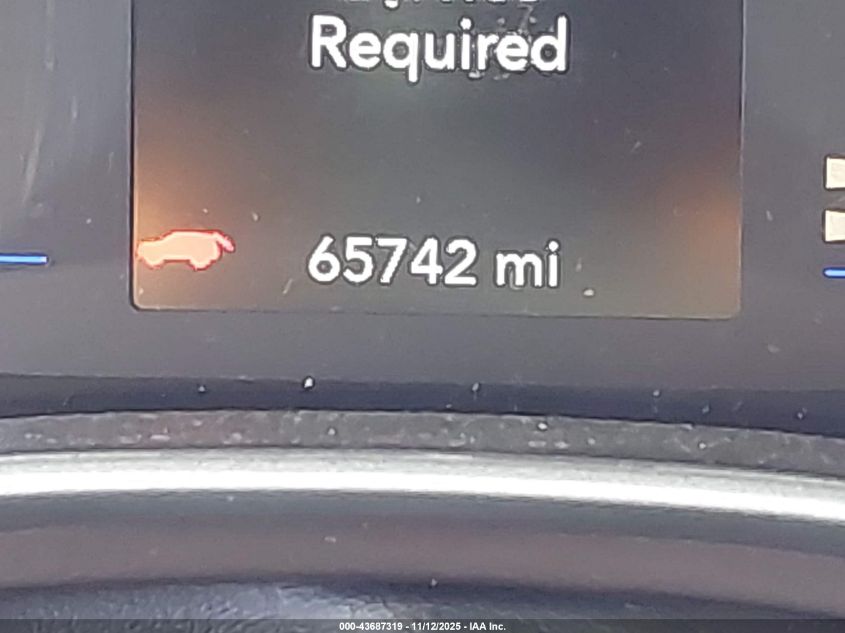 Required
65742 mi
000-43687319 - 11/12/2025 - IAA Inc.